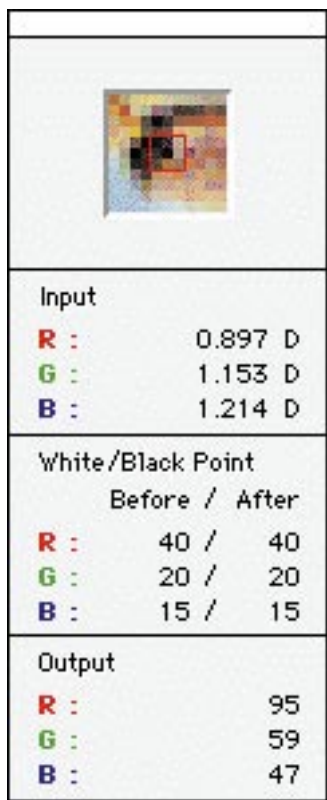 Input
R : 0.897 D
G : 1.153 D
B : 1.214 D
White/Black Point
Before / After
R : 40 / 40
G : 20 / 20
B : 15 / 15
Output
R : 95
G : 59
B : 47